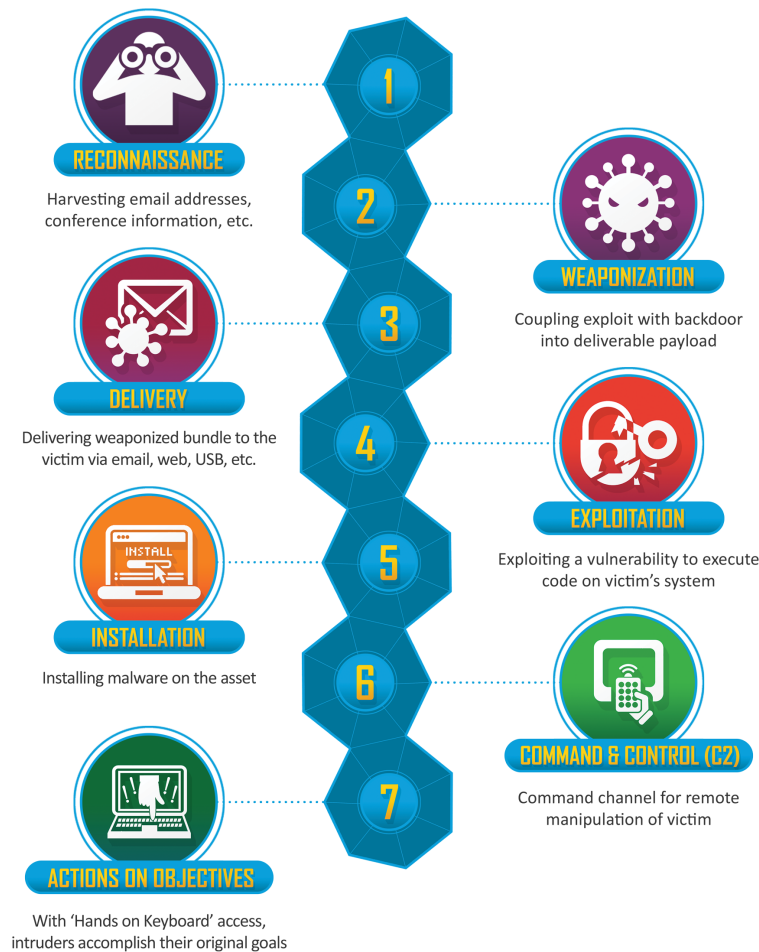 1
RECONNAISSANCE
Harvesting email addresses,
conference information, etc.
2
WEAPONIZATION
Coupling exploit with backdoor
into deliverable payload
3
DELIVERY
Delivering weaponized bundle to the
victim via email, web, USB, etc.
4
EXPLOITATION
Exploiting a vulnerability to execute
code on victim's system
5
INSTALL
INSTALLATION
Installing malware on the asset
6
COMMAND & CONTROL (C2)
Command channel for remote
manipulation of victim
7
ACTIONS ON OBJECTIVES
With ‘Hands on Keyboard’ access,
intruders accomplish their original goals